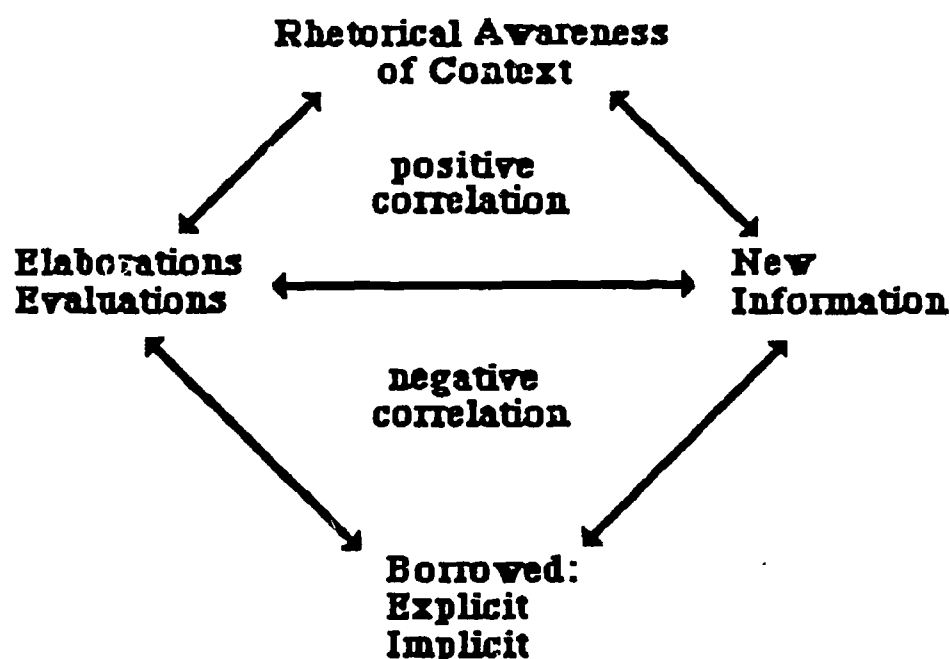 Rhetorical Awareness
of Context
positive
correlation
Elaborations
Evaluations
New
Information
negative
correlation
Borrowed:
Explicit
Implicit